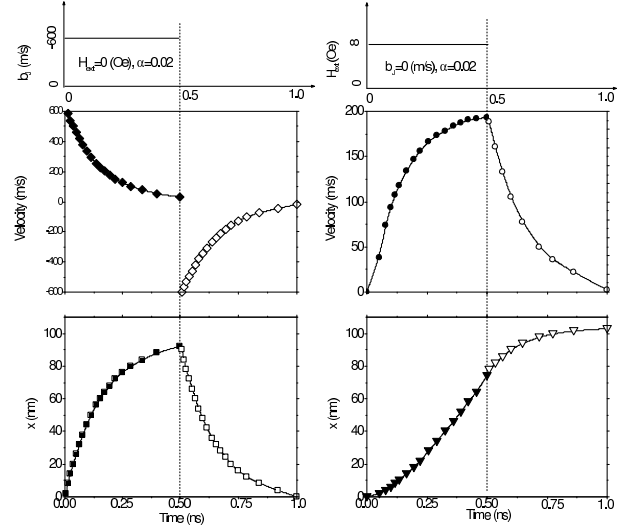 b_J (m/s)
-600
0
H_ext=0 (Oe), α=0.02
0 0.5 1.0
Velocity (m/s)
600
400
200
0
-200
-400
-600
x (nm)
100
80
60
40
20
0
0.00 0.25 0.50 0.75 1.00
Time (ns)
H_ext (Oe)
8
0
b_J=0 (m/s), α=0.02
0 0.5 1.0
Velocity (m/s)
200
150
100
50
0
x (nm)
100
80
60
40
20
0
0.00 0.25 0.50 0.75 1.00
Time (ns)